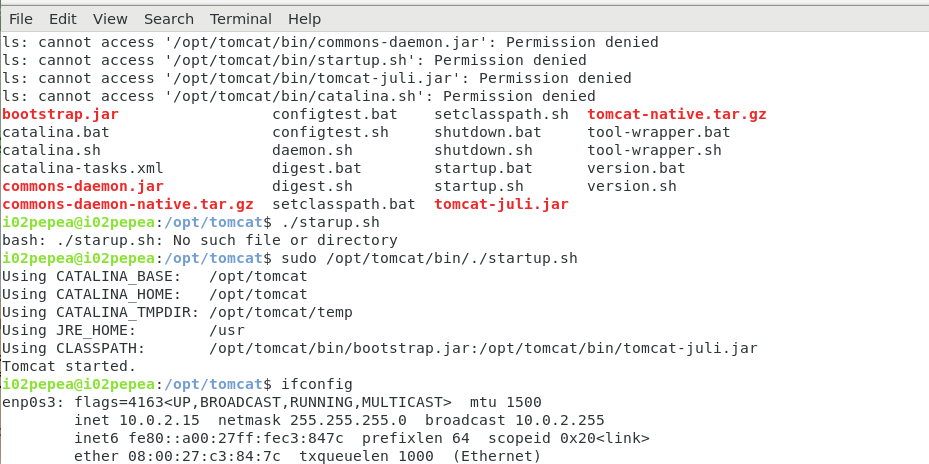 File Edit View Search Terminal Help
ls: cannot access '/opt/tomcat/bin/commons-daemon.jar': Permission denied
ls: cannot access '/opt/tomcat/bin/startup.sh': Permission denied
ls: cannot access '/opt/tomcat/bin/tomcat-juli.jar': Permission denied
ls: cannot access '/opt/tomcat/bin/catalina.sh': Permission denied
bootstrap.jar                 configtest.bat    setclasspath.sh  tomcat-native.tar.gz
catalina.bat                  configtest.sh     shutdown.bat     tool-wrapper.bat
catalina.sh                   daemon.sh         shutdown.sh      tool-wrapper.sh
catalina-tasks.xml            digest.bat        startup.bat      version.bat
commons-daemon.jar            digest.sh         startup.sh       version.sh
commons-daemon-native.tar.gz  setclasspath.bat  tomcat-juli.jar
i02pepea@i02pepea:/opt/tomcat$ ./starup.sh
bash: ./starup.sh: No such file or directory
i02pepea@i02pepea:/opt/tomcat$ sudo /opt/tomcat/bin/./startup.sh
Using CATALINA_BASE:   /opt/tomcat
Using CATALINA_HOME:   /opt/tomcat
Using CATALINA_TMPDIR: /opt/tomcat/temp
Using JRE_HOME:        /usr
Using CLASSPATH:       /opt/tomcat/bin/bootstrap.jar:/opt/tomcat/bin/tomcat-juli.jar
Tomcat started.
i02pepea@i02pepea:/opt/tomcat$ ifconfig
enp0s3: flags=4163<UP,BROADCAST,RUNNING,MULTICAST>  mtu 1500
        inet 10.0.2.15  netmask 255.255.255.0  broadcast 10.0.2.255
        inet6 fe80::a00:27ff:fec3:847c  prefixlen 64  scopeid 0x20<link>
        ether 08:00:27:c3:84:7c  txqueuelen 1000  (Ethernet)